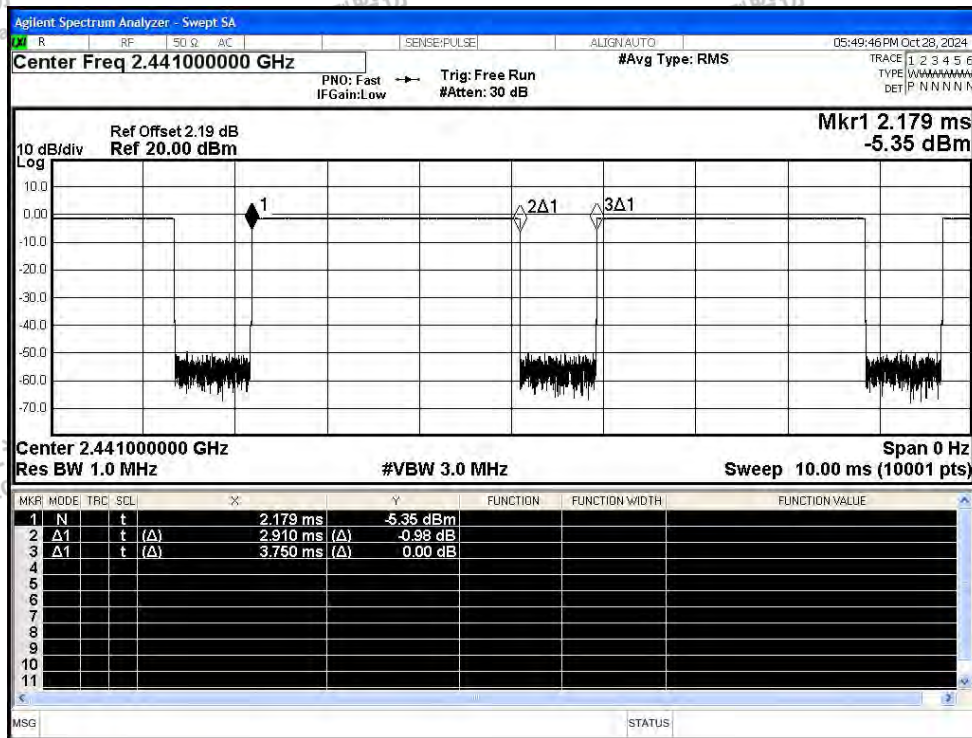 Agilent Spectrum Analyzer - Swept SA
LXI R RF 50 Ω AC SENSE:PULSE ALIGN AUTO 05:49:46 PM Oct 28, 2024
Center Freq 2.441000000 GHz
PNO: Fast
IFGain:Low
Trig: Free Run
#Atten: 30 dB
#Avg Type: RMS
TRACE 1 2 3 4 5 6
TYPE
DET P N N N N N
Mkr1 2.179 ms
-5.35 dBm
Ref Offset 2.19 dB
10 dB/div Ref 20.00 dBm
Log
10.0
0.00
-10.0
-20.0
-30.0
-40.0
-50.0
-60.0
-70.0
1
2Δ1
3Δ1
Center 2.441000000 GHz Span 0 Hz
Res BW 1.0 MHz #VBW 3.0 MHz Sweep 10.00 ms (10001 pts)
MKR MODE TRC SCL X Y FUNCTION FUNCTION WIDTH FUNCTION VALUE
1 N t 2.179 ms -5.35 dBm
2 Δ1 t (Δ) 2.910 ms (Δ) -0.98 dB
3 Δ1 t (Δ) 3.750 ms (Δ) 0.00 dB
4
5
6
7
8
9
10
11
MSG STATUS